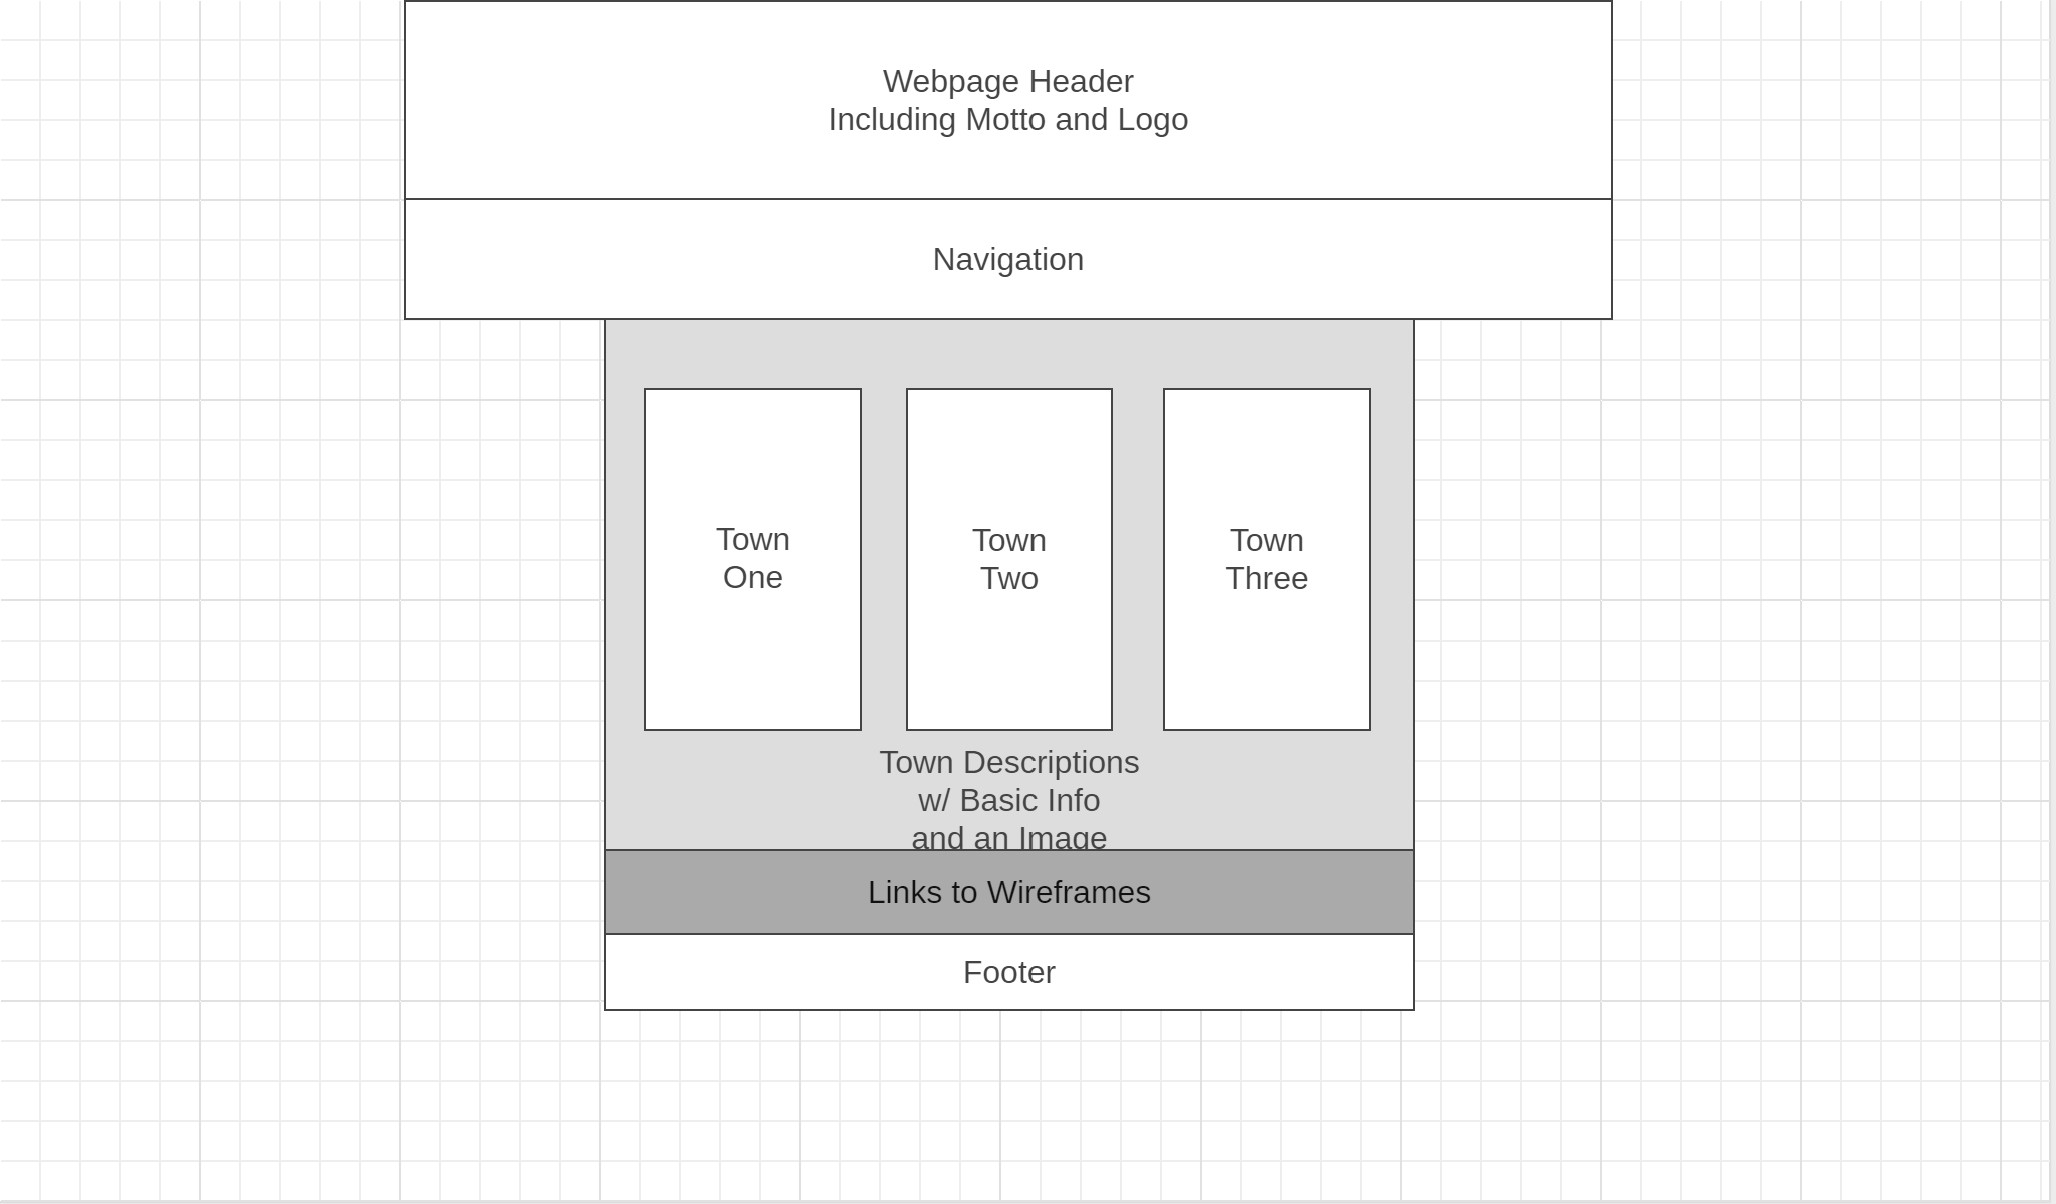 Webpage Header
Including Motto and Logo
Navigation
Town
One
Town
Two
Town
Three
Town Descriptions
w/ Basic Info
and an Image
Links to Wireframes
Footer